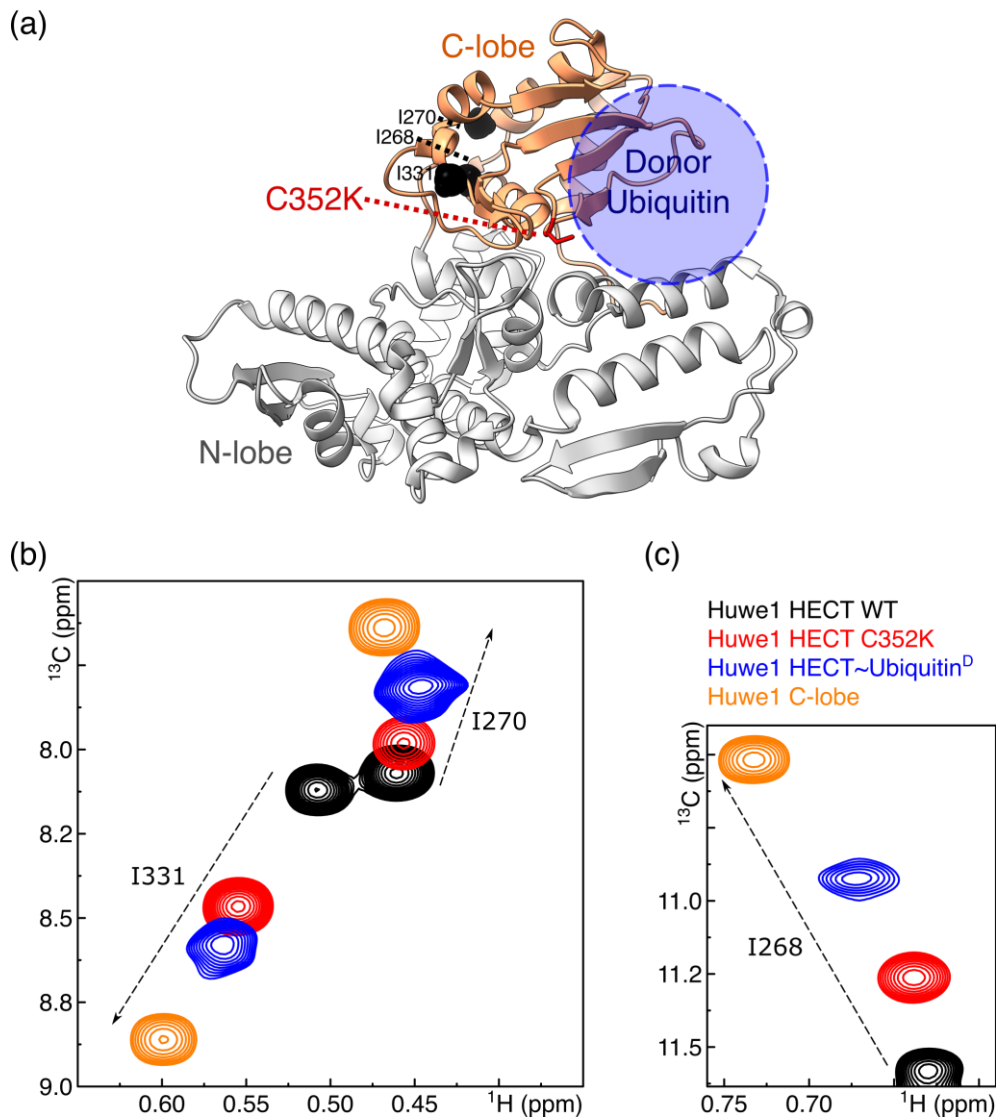 (a)
C-lobe
I270
I268
I331
C352K
Donor
Ubiquitin
N-lobe
(b)
¹³C (ppm)
8.0
8.2
8.5
8.8
9.0
I270
I331
0.60
0.55
0.50
0.45
¹H (ppm)
(c)
Huwe1 HECT WT
Huwe1 HECT C352K
Huwe1 HECT~Ubiquitinᴰ
Huwe1 C-lobe
¹³C (ppm)
11.0
11.2
11.5
I268
0.75
0.70
¹H (ppm)